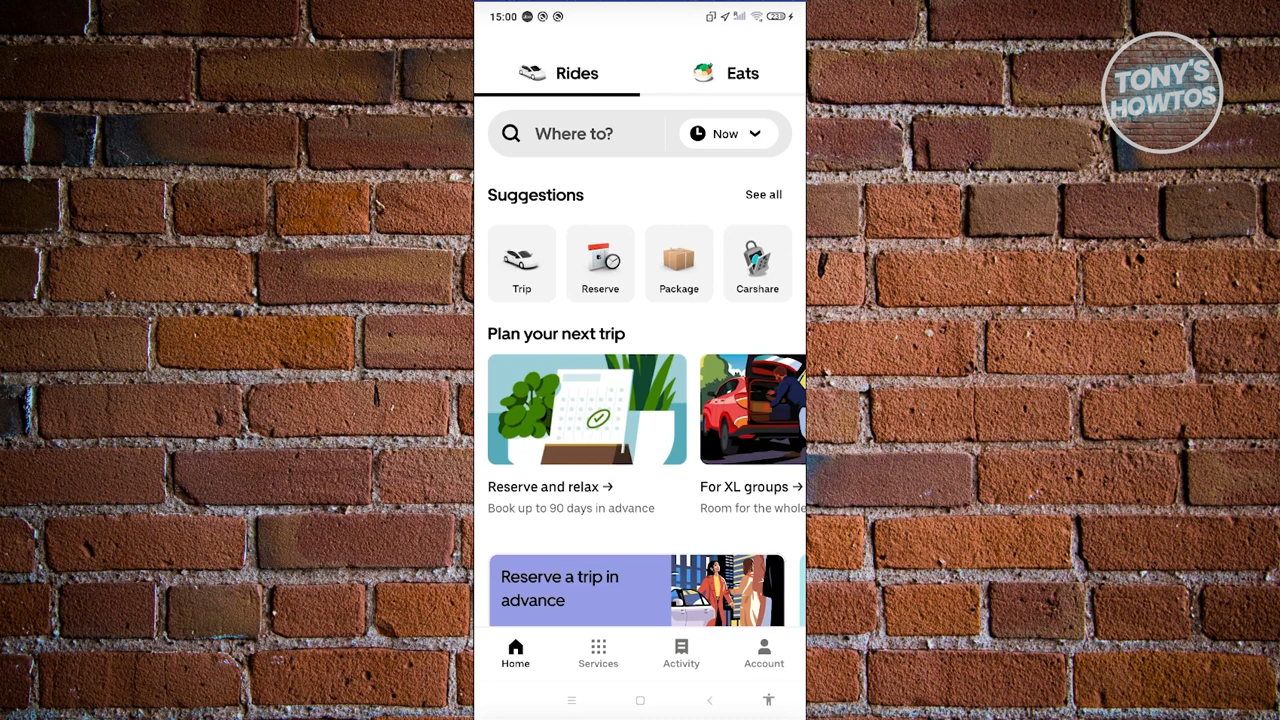 15:00
Rides
Eats
Where to?
Now
Suggestions
See all
Trip
Reserve
Package
Carshare
Plan your next trip
Reserve and relax →
For XL groups →
Book up to 90 days in advance
Room for the whole
Reserve a trip in
advance
Home
Services
Activity
Account
TONY'S
HOWTOS